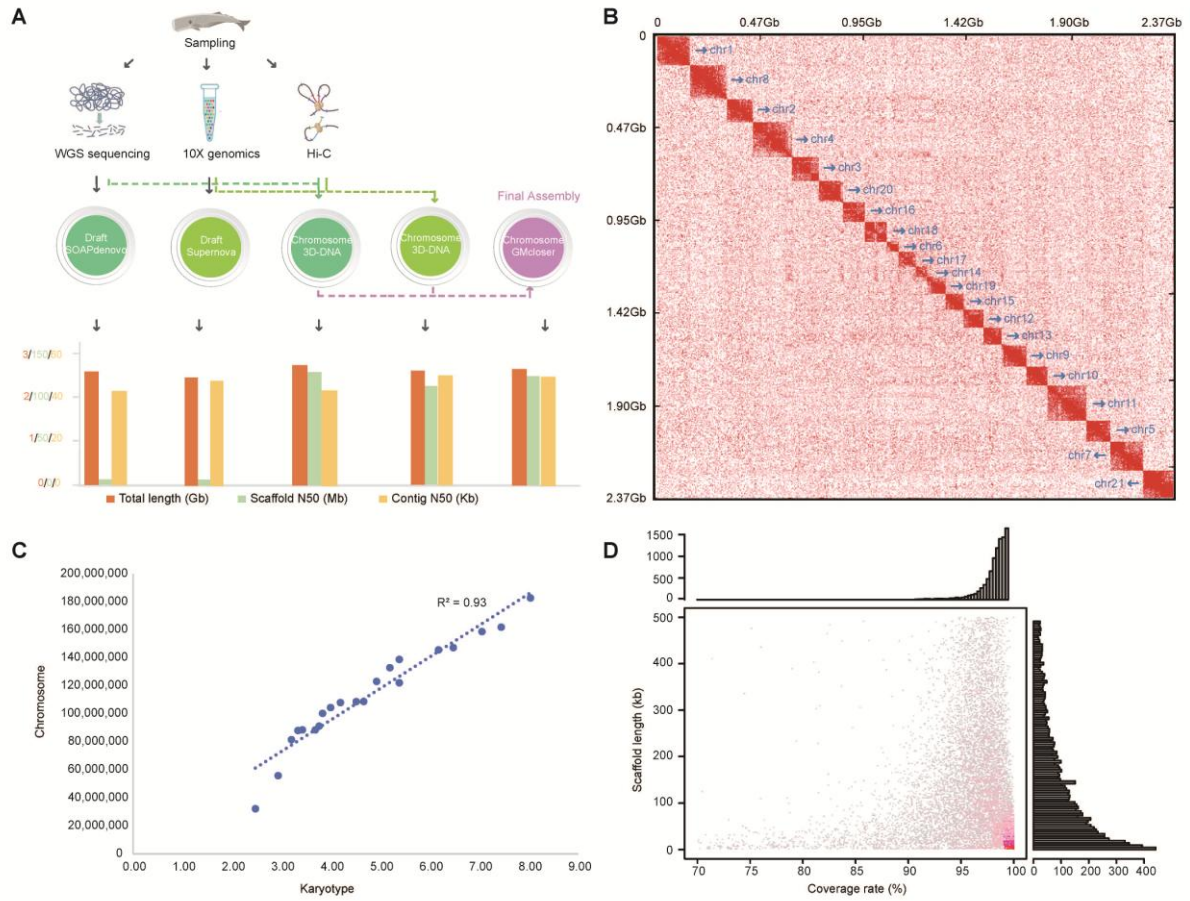 A
Sampling
WGS sequencing
10X genomics
Hi-C
Final Assembly
Draft
SOAPdenovo
Draft
Supernova
Chromosome
3D-DNA
Chromosome
3D-DNA
Chromosome
GMcloser
3/150/60
2/100/40
1/50/20
0/0/0
Total length (Gb)
Scaffold N50 (Mb)
Contig N50 (Kb)
B
0
0.47Gb
0.95Gb
1.42Gb
1.90Gb
2.37Gb
0
0.47Gb
0.95Gb
1.42Gb
1.90Gb
2.37Gb
chr1
chr8
chr2
chr4
chr3
chr20
chr16
chr18
chr6
chr17
chr14
chr19
chr15
chr12
chr13
chr9
chr10
chr11
chr5
chr7
chr21
C
200,000,000
180,000,000
160,000,000
140,000,000
120,000,000
100,000,000
80,000,000
60,000,000
40,000,000
20,000,000
0
Chromosome
R² = 0.93
0.00 1.00 2.00 3.00 4.00 5.00 6.00 7.00 8.00 9.00
Karyotype
D
1500
1000
500
0
500
400
300
200
100
0
Scaffold length (kb)
70 75 80 85 90 95 100
Coverage rate (%)
0 100 200 300 400